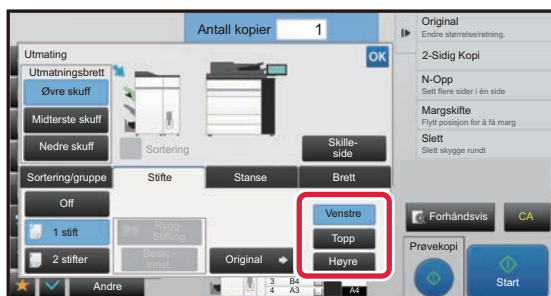 Antall kopier 1
Utmating
OK
Utmatningsbrett
Øvre skuff
Midterste skuff
Nedre skuff
Sortering
Skille-
side
Sortering/gruppe
Stifte
Stanse
Brett
Off
1 stift
2 stifter
Rygg-
Stifting
Beskj.-
innst.
Original
Venstre
Topp
Høyre
Andre
3 B4
4 A3
A4
Original
Endre størrelse/retning.
2-Sidig Kopi
N-Opp
Sett flere sider i én side
Margskifte
Flytt posisjon for å få marg
Slett
Slett skygge rundt
Forhåndsvis
CA
Prøvekopi
Start